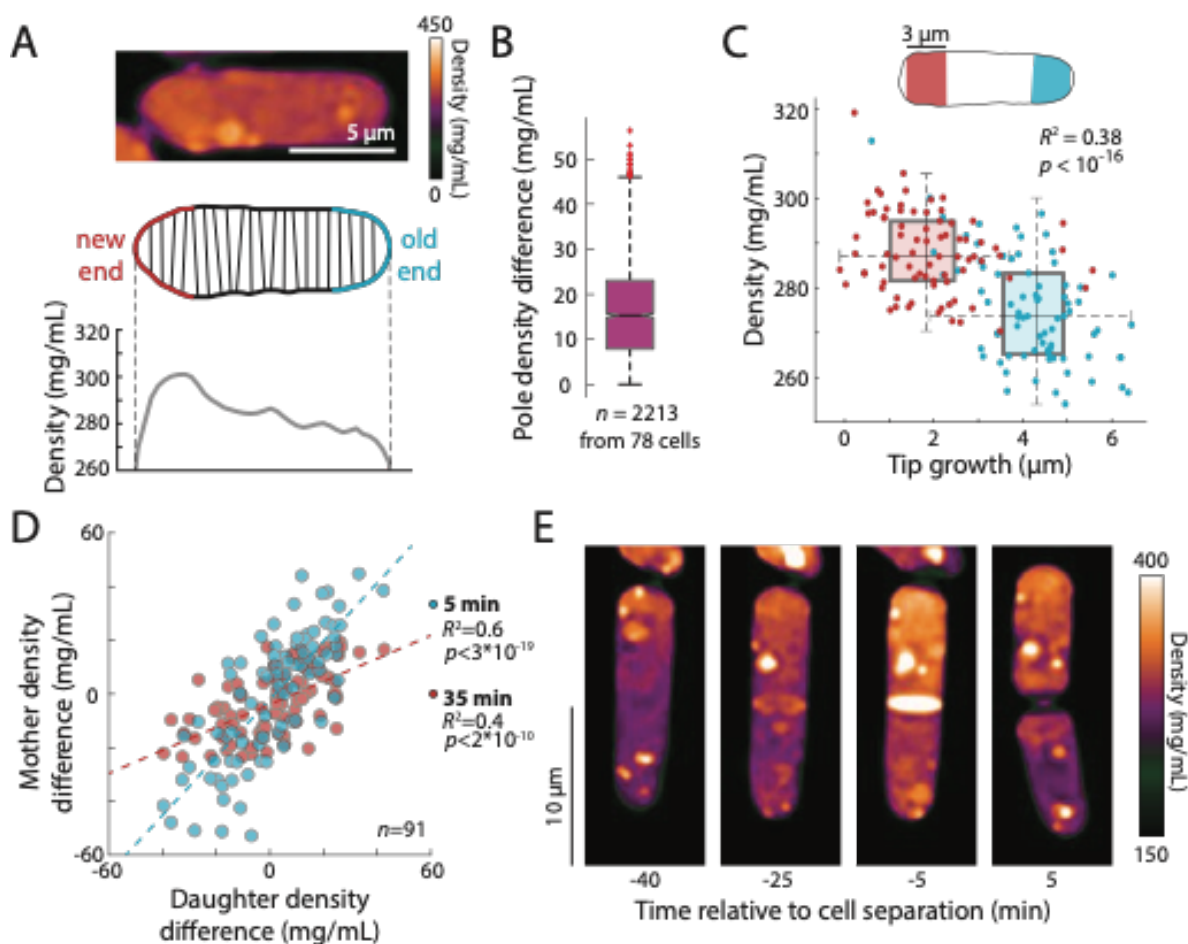 A
450
Density (mg/mL)
0
5 µm
new end
old end
Density (mg/mL)
320
300
280
260
B
Pole density difference (mg/mL)
50
40
30
20
10
0
n = 2213
from 78 cells
C
3 µm
R² = 0.38
p < 10⁻¹⁶
Density (mg/mL)
320
300
280
260
0 2 4 6
Tip growth (µm)
D
Mother density
difference (mg/mL)
60
0
-60
-60 0 60
Daughter density
difference (mg/mL)
5 min
R²=0.6
p<3*10⁻¹⁹
35 min
R²=0.4
p<2*10⁻¹⁰
n=91
E
10 µm
400
Density (mg/mL)
150
-40 -25 -5 5
Time relative to cell separation (min)